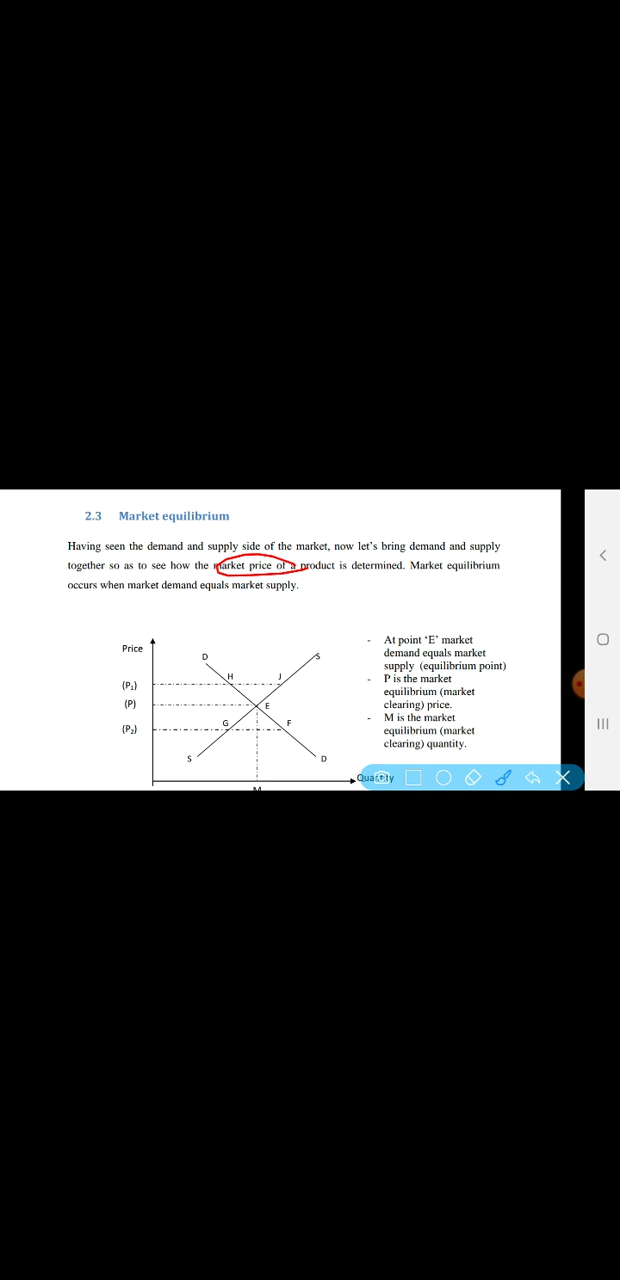 2.3 Market equilibrium
Having seen the demand and supply side of the market, now let's bring demand and supply
together so as to see how the market price of a product is determined. Market equilibrium
occurs when market demand equals market supply.
Price
D
S
H
J
(P₁)
(P)
E
G
F
(P₂)
S
D
Quantity
M
- At point 'E' market
demand equals market
supply (equilibrium point)
- P is the market
equilibrium (market
clearing) price.
- M is the market
equilibrium (market
clearing) quantity.